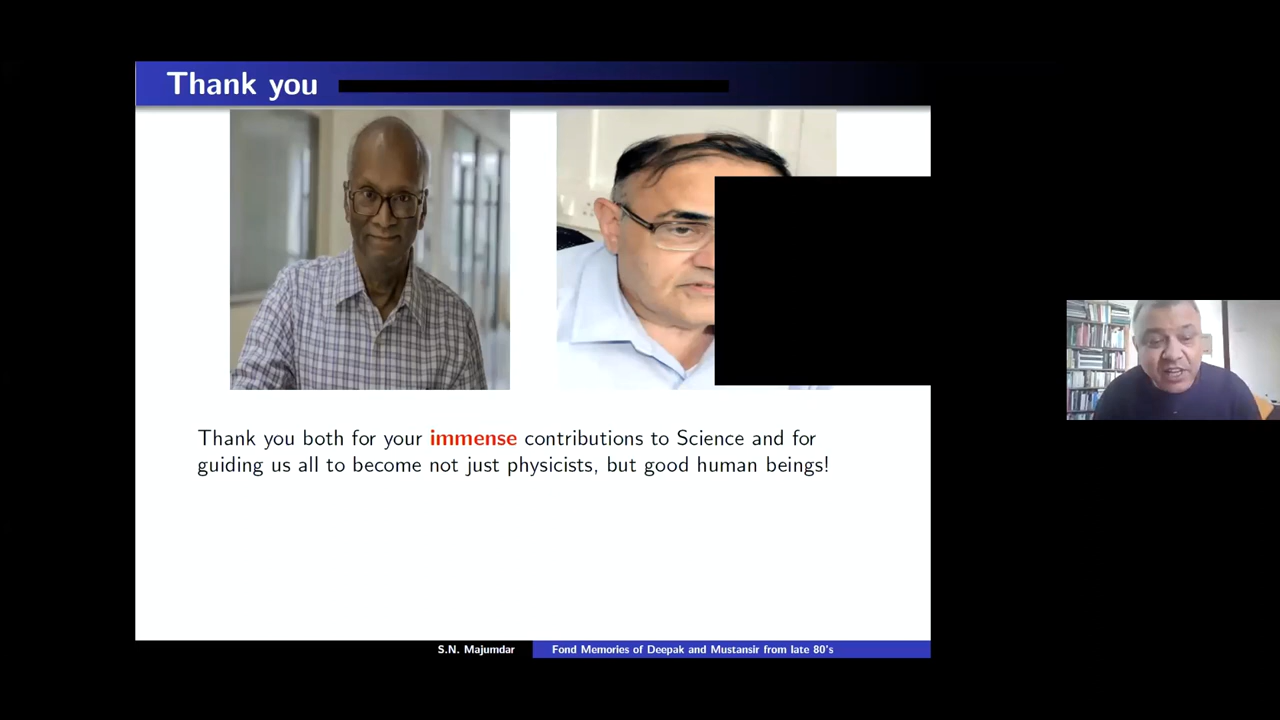 Thank you
Thank you both for your immense contributions to Science and for
guiding us all to become not just physicists, but good human beings!
S.N. Majumdar
Fond Memories of Deepak and Mustansir from late 80's